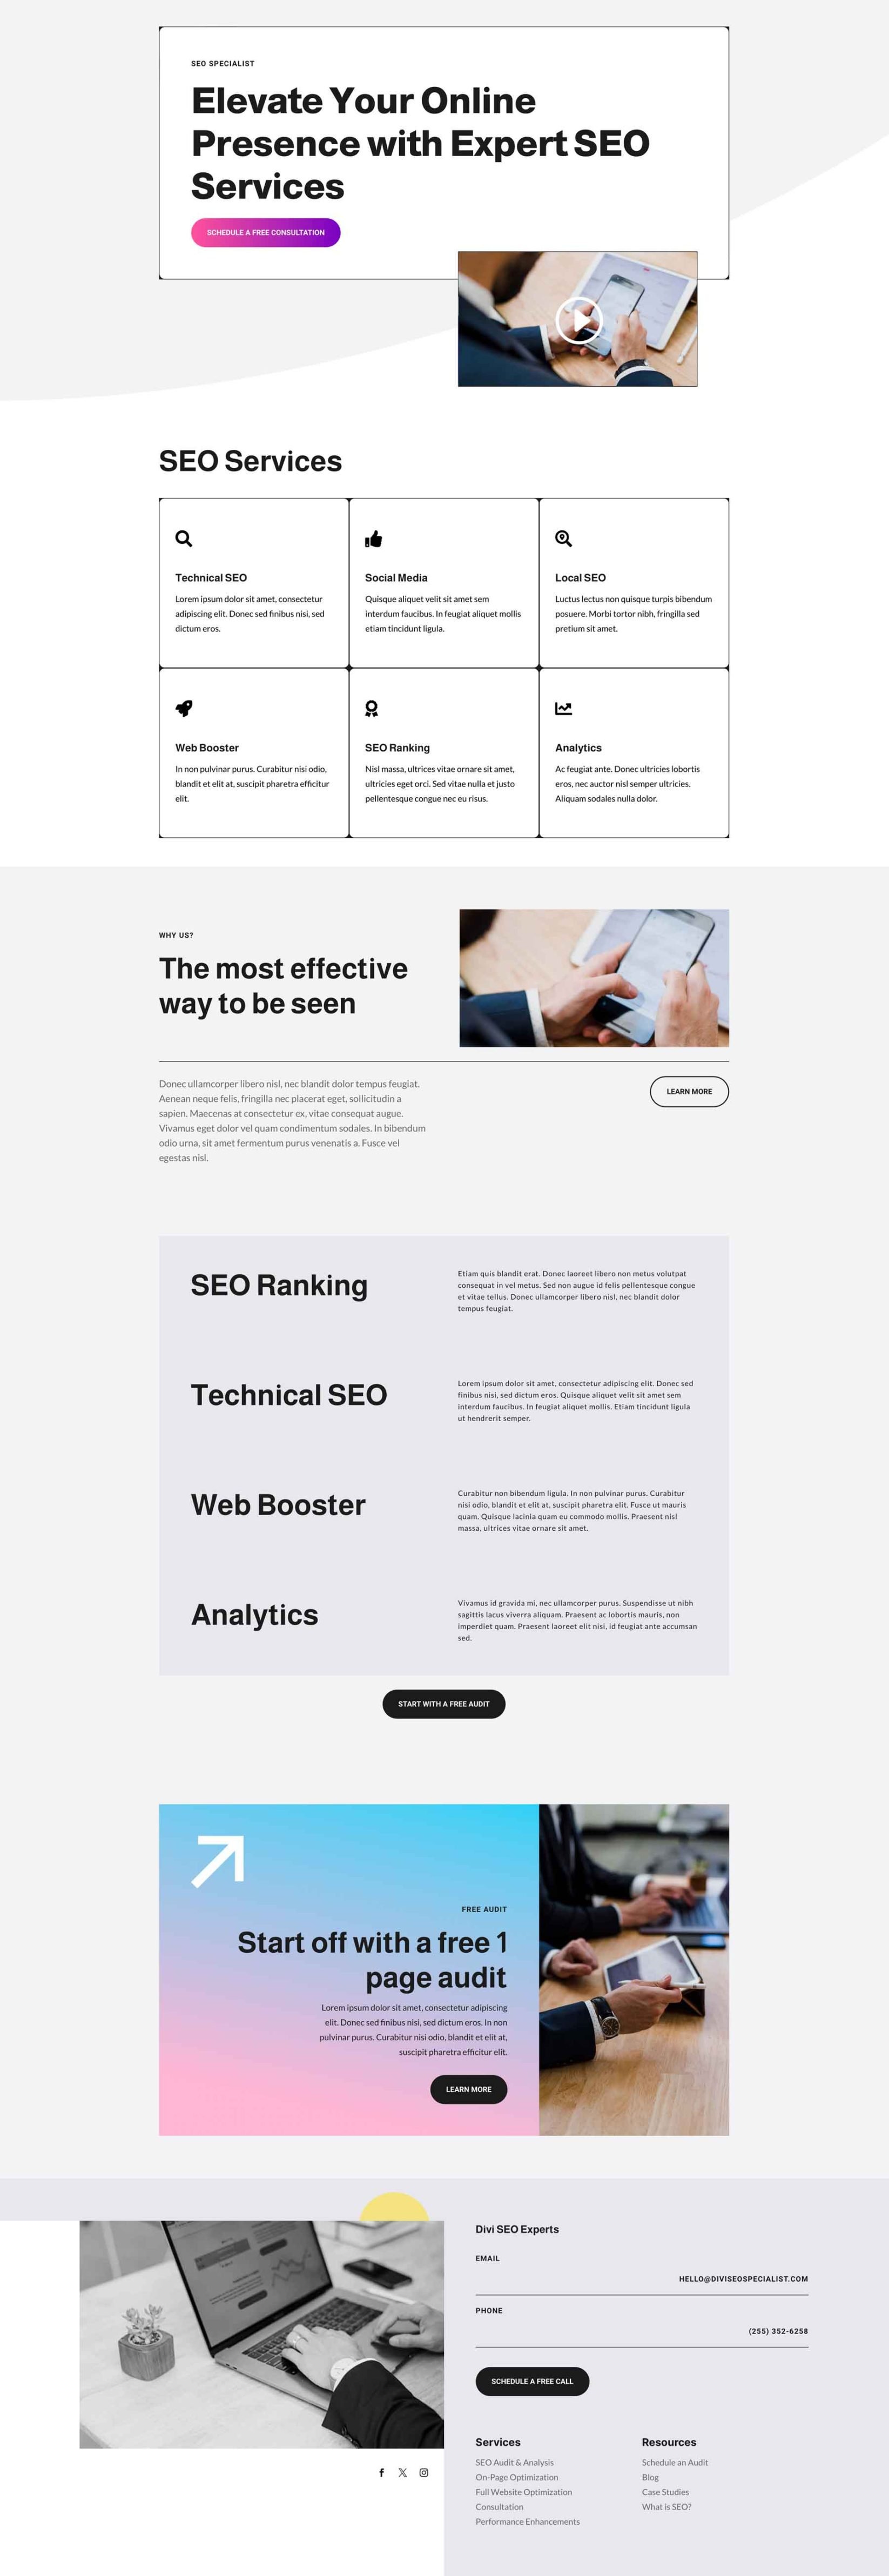 SEO SPECIALIST
Elevate Your Online
Presence with Expert SEO
Services
SCHEDULE A FREE CONSULTATION
SEO Services
Technical SEO
Lorem ipsum dolor sit amet, consectetur
adipiscing elit. Donec sed finibus nisi, sed
dictum eros.
Social Media
Quisque aliquet velit sit amet sem
interdum faucibus. In feugiat aliquet mollis
etiam tincidunt ligula.
Local SEO
Luctus lectus non quisque turpis bibendum
posuere. Morbi tortor nibh, fringilla sed
pretium sit amet.
Web Booster
In non pulvinar purus. Curabitur nisi odio,
blandit et elit at, suscipit pharetra efficitur
elit.
SEO Ranking
Nisl massa, ultrices vitae ornare sit amet,
ultricies eget orci. Sed vitae nulla et justo
pellentesque congue nec eu risus.
Analytics
Ac feugiat ante. Donec ultricies lobortis
eros, nec auctor nisl semper ultricies.
Aliquam sodales nulla dolor.
WHY US?
The most effective
way to be seen
Donec ullamcorper libero nisl, nec blandit dolor tempus feugiat.
Aenean neque felis, fringilla nec placerat eget, sollicitudin a
sapien. Maecenas at consectetur ex, vitae consequat augue.
Vivamus eget dolor vel quam condimentum sodales. In bibendum
odio urna, sit amet fermentum purus venenatis a. Fusce vel
egestas nisl.
LEARN MORE
SEO Ranking
Etiam quis blandit erat. Donec laoreet libero non metus volutpat
consequat in vel metus. Sed non augue id felis pellentesque congue
et vitae tellus. Donec ullamcorper libero nisl, nec blandit dolor
tempus feugiat.
Technical SEO
Lorem ipsum dolor sit amet, consectetur adipiscing elit. Donec sed
finibus nisi, sed dictum eros. Quisque aliquet velit sit amet sem
interdum faucibus. In feugiat aliquet mollis. Etiam tincidunt ligula
ut hendrerit semper.
Web Booster
Curabitur non bibendum ligula. In non pulvinar purus. Curabitur
nisi odio, blandit et elit at, suscipit pharetra elit. Fusce ut mauris
quam. Quisque lacinia quam eu commodo mollis. Praesent nisl
massa, ultrices vitae ornare sit amet.
Analytics
Vivamus id gravida mi, nec ullamcorper purus. Suspendisse ut nibh
sagittis lacus viverra aliquam. Praesent ac lobortis mauris, non
imperdiet quam. Praesent laoreet elit nisi, id feugiat ante accumsan
sed.
START WITH A FREE AUDIT
FREE AUDIT
Start off with a free 1
page audit
Lorem ipsum dolor sit amet, consectetur adipiscing
elit. Donec sed finibus nisi, sed dictum eros. In non
pulvinar purus. Curabitur nisi odio, blandit et elit at,
suscipit pharetra efficitur elit.
LEARN MORE
Divi SEO Experts
EMAIL
HELLO@DIVISEOSPECIALIST.COM
PHONE
(255) 352-6258
SCHEDULE A FREE CALL
Services
SEO Audit & Analysis
On-Page Optimization
Full Website Optimization
Consultation
Performance Enhancements
Resources
Schedule an Audit
Blog
Case Studies
What is SEO?